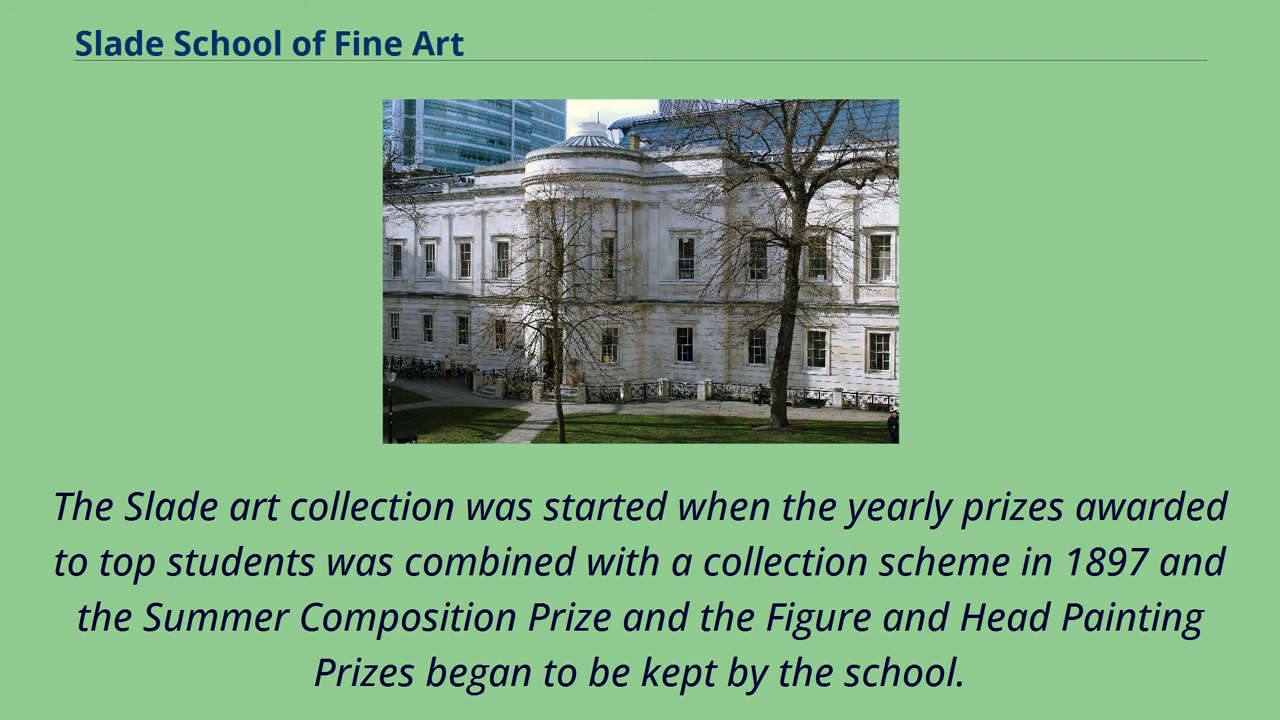 Slade School of Fine Art
The Slade art collection was started when the yearly prizes awarded
to top students was combined with a collection scheme in 1897 and
the Summer Composition Prize and the Figure and Head Painting
Prizes began to be kept by the school.